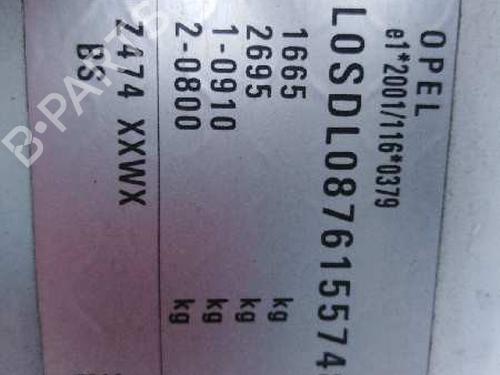 OPEL
e1*2001/116*0379
L0SDL087615574
1665 kg
2695 kg
1-0910 kg
2-0800 kg
Z474 XXWX
BS
B-PARTS